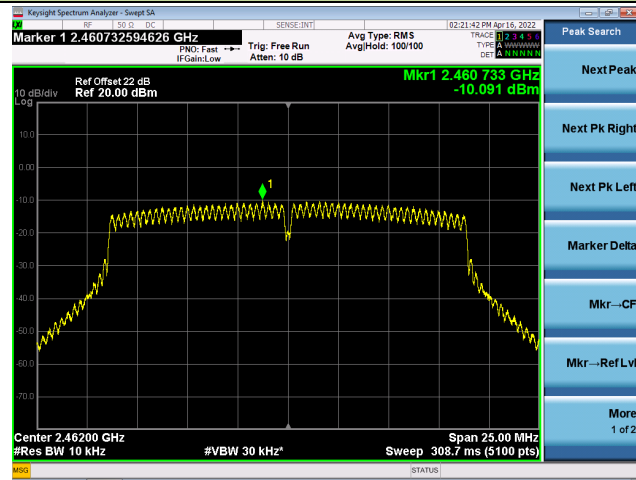 Keysight Spectrum Analyzer - Swept SA
RF 50 Ω DC SENSE:INT 02:21:42 PM Apr 16, 2022
Marker 1 2.460732594626 GHz
PNO: Fast
IFGain:Low
Trig: Free Run
Atten: 10 dB
Avg Type: RMS
Avg|Hold: 100/100
TRACE 1 2 3 4 5 6
TYPE A WWWWW
DET A N N N N N
Ref Offset 22 dB
Ref 20.00 dBm
10 dB/div
Log
Mkr1 2.460 733 GHz
-10.091 dBm
10.0
0.00
-10.0
-20.0
-30.0
-40.0
-50.0
-60.0
-70.0
1
Center 2.46200 GHz
Span 25.00 MHz
#Res BW 10 kHz
#VBW 30 kHz*
Sweep 308.7 ms (5100 pts)
MSG
STATUS
Peak Search
Next Peak
Next Pk Right
Next Pk Left
Marker Delta
Mkr→CF
Mkr→Ref Lvl
More
1 of 2